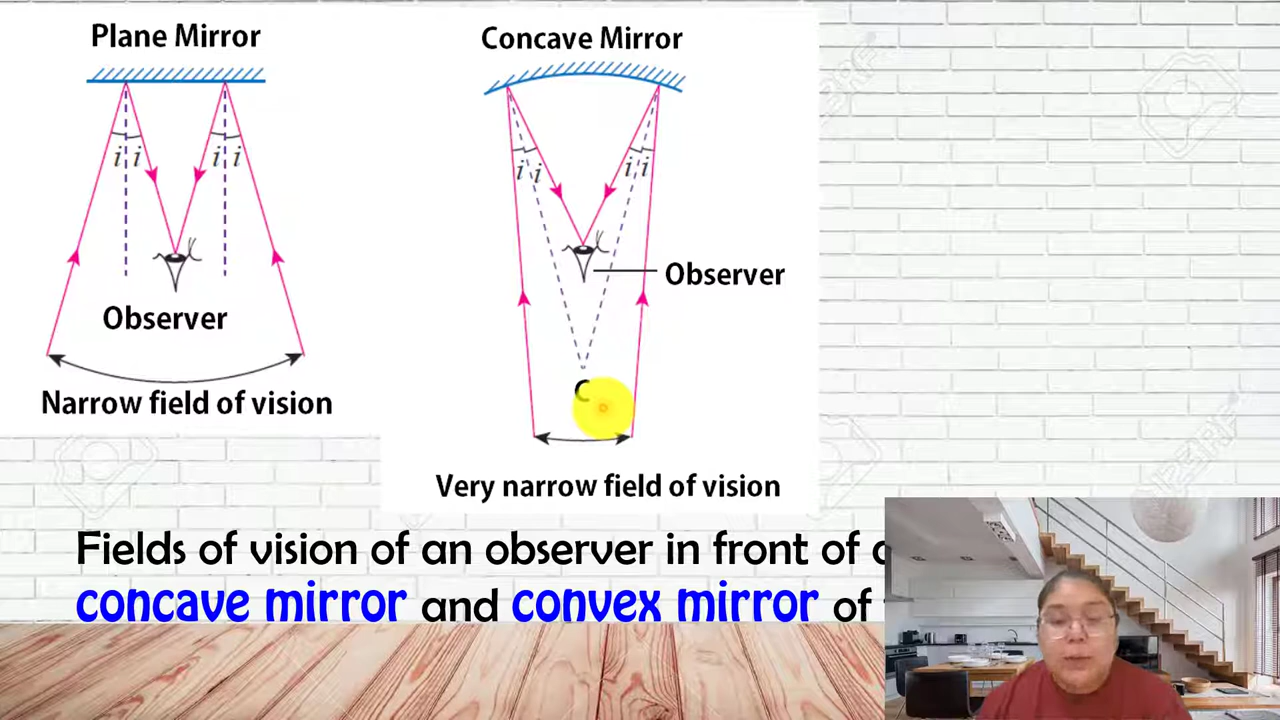 Plane Mirror
i i i i
Observer
Narrow field of vision
Concave Mirror
i i i i
Observer
C
Very narrow field of vision
Fields of vision of an observer in front of
concave mirror and convex mirror of